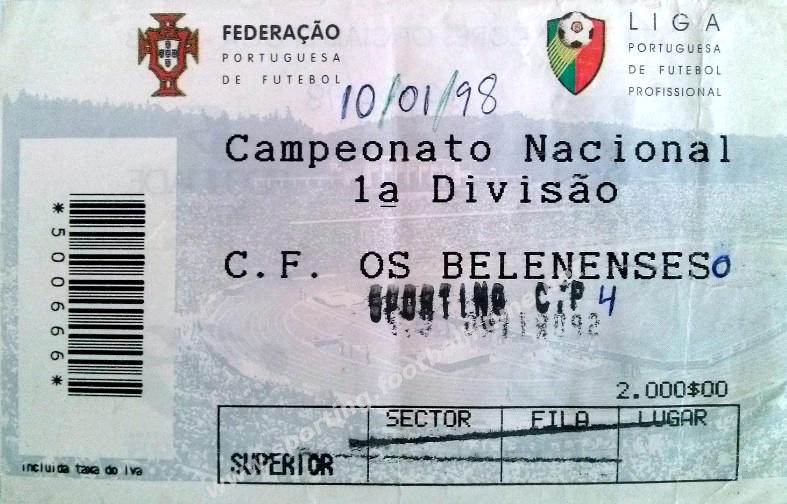 FEDERAÇÃO
PORTUGUESA
DE FUTEBOL
LIGA
PORTUGUESA
DE FUTEBOL
PROFISSIONAL
10/01/98
Campeonato Nacional
1ª Divisão
C.F. OS BELENENSES 0
SPORTING C.P 4
*500666*
2.000$00
SECTOR FILA LUGAR
SUPERIOR
incluida taxa do iva